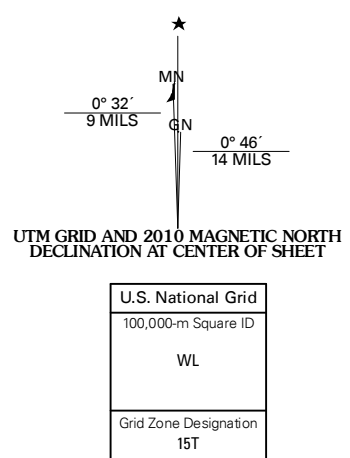 ★
MN
0° 32´
9 MILS
GN
0° 46´
14 MILS
UTM GRID AND 2010 MAGNETIC NORTH
DECLINATION AT CENTER OF SHEET
U.S. National Grid
100,000-m Square ID
WL
Grid Zone Designation
15T